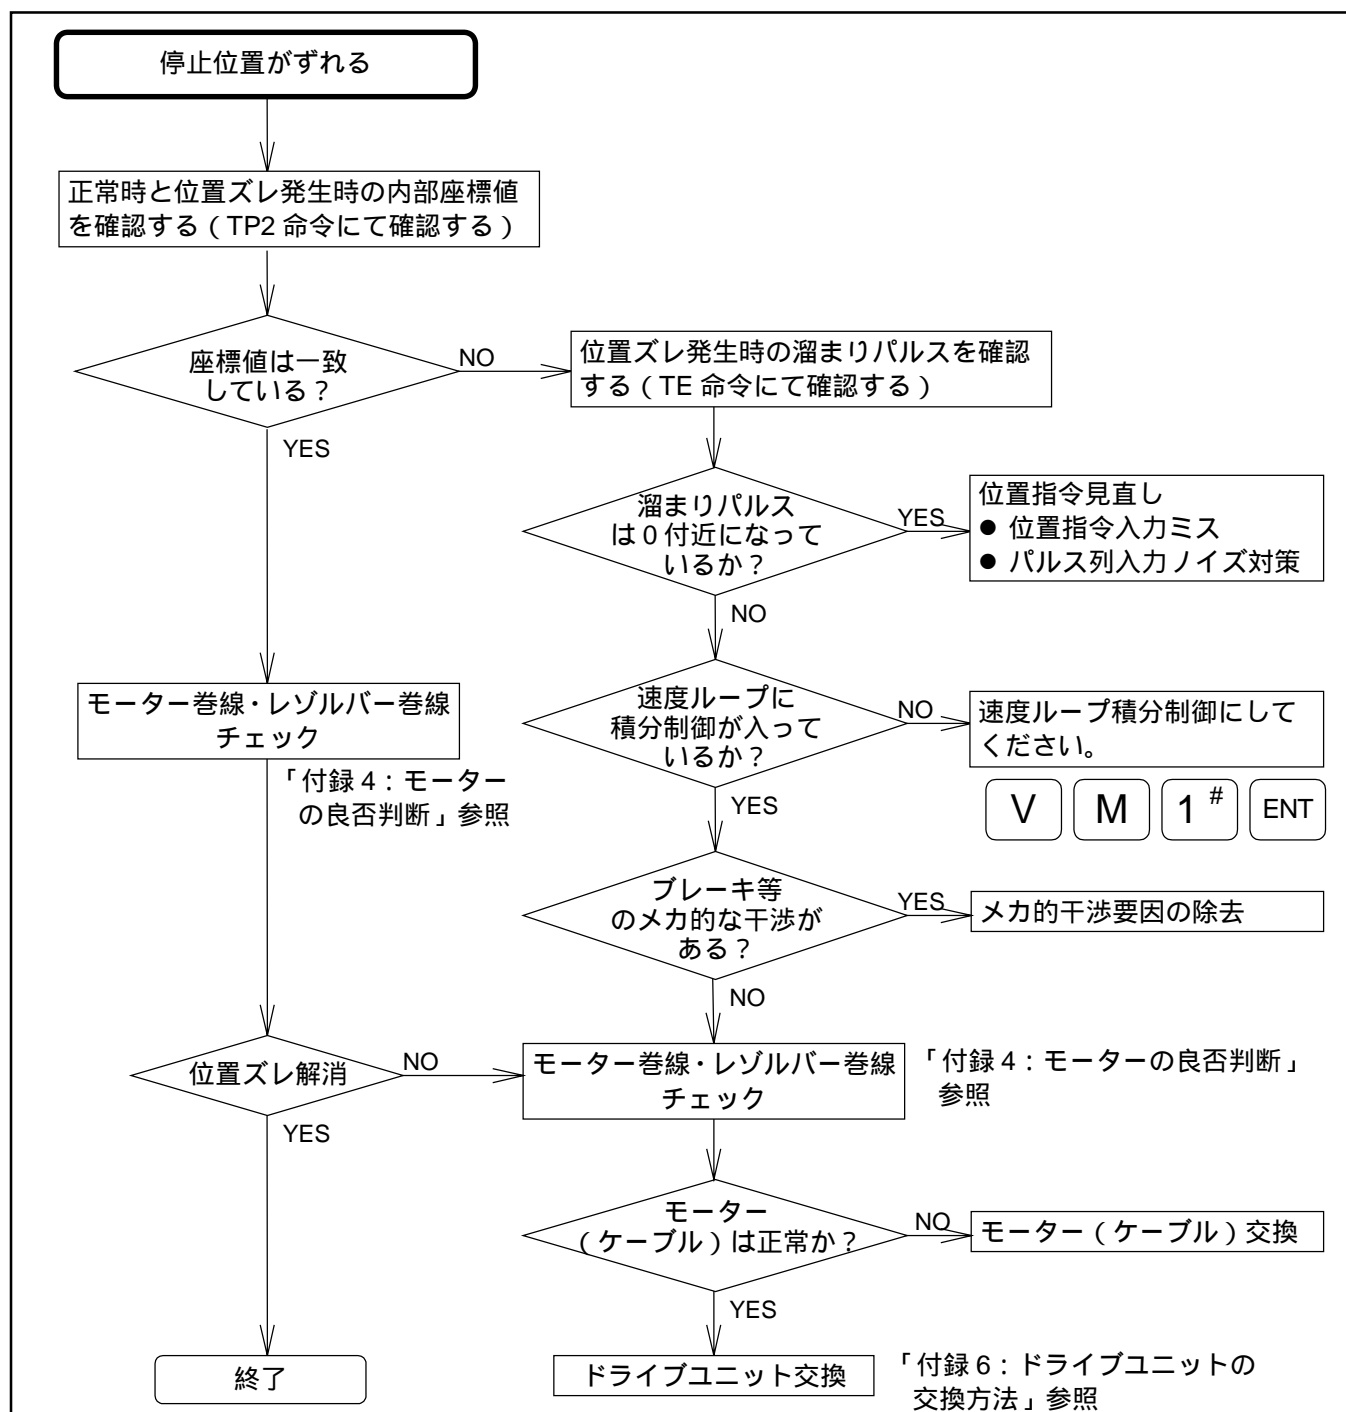 停止位置がずれる
正常時と位置ズレ発生時の内部座標値
を確認する（TP2 命令にて確認する）
座標値は一致
している？
NO
YES
位置ズレ発生時の溜まりパルスを確認
する（TE 命令にて確認する）
溜まりパルス
は 0 付近になって
いるか？
YES
NO
位置指令見直し
● 位置指令入力ミス
● パルス列入力ノイズ対策
モーター巻線・レゾルバー巻線
チェック
「付録 4：モーター
の良否判断」参照
速度ループに
積分制御が入って
いるか？
NO
YES
速度ループ積分制御にして
ください。
V M 1 # ENT
ブレーキ等
のメカ的な干渉が
ある？
YES
NO
メカ的干渉要因の除去
位置ズレ解消
NO
YES
モーター巻線・レゾルバー巻線
チェック
「付録 4：モーターの良否判断」
参照
モーター
（ケーブル）は正常か？
NO
YES
モーター（ケーブル）交換
終了
ドライブユニット交換
「付録 6：ドライブユニットの
交換方法」参照